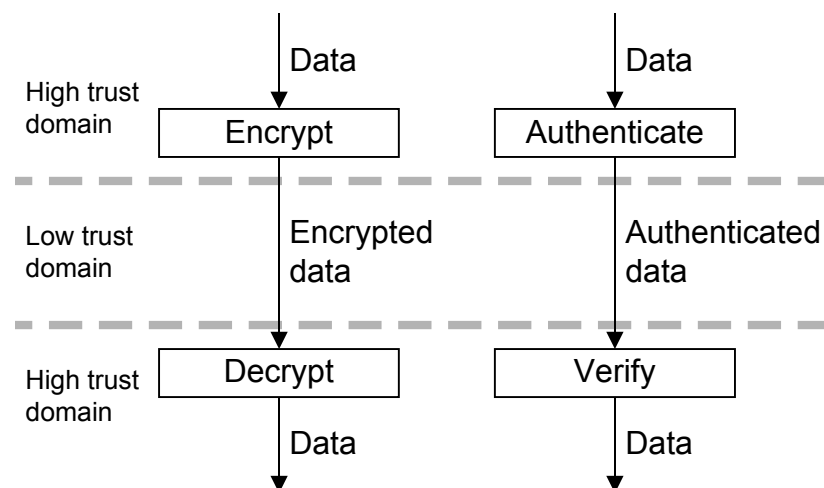 Data
Data
High trust
domain
Encrypt
Authenticate
Low trust
domain
Encrypted
data
Authenticated
data
High trust
domain
Decrypt
Verify
Data
Data